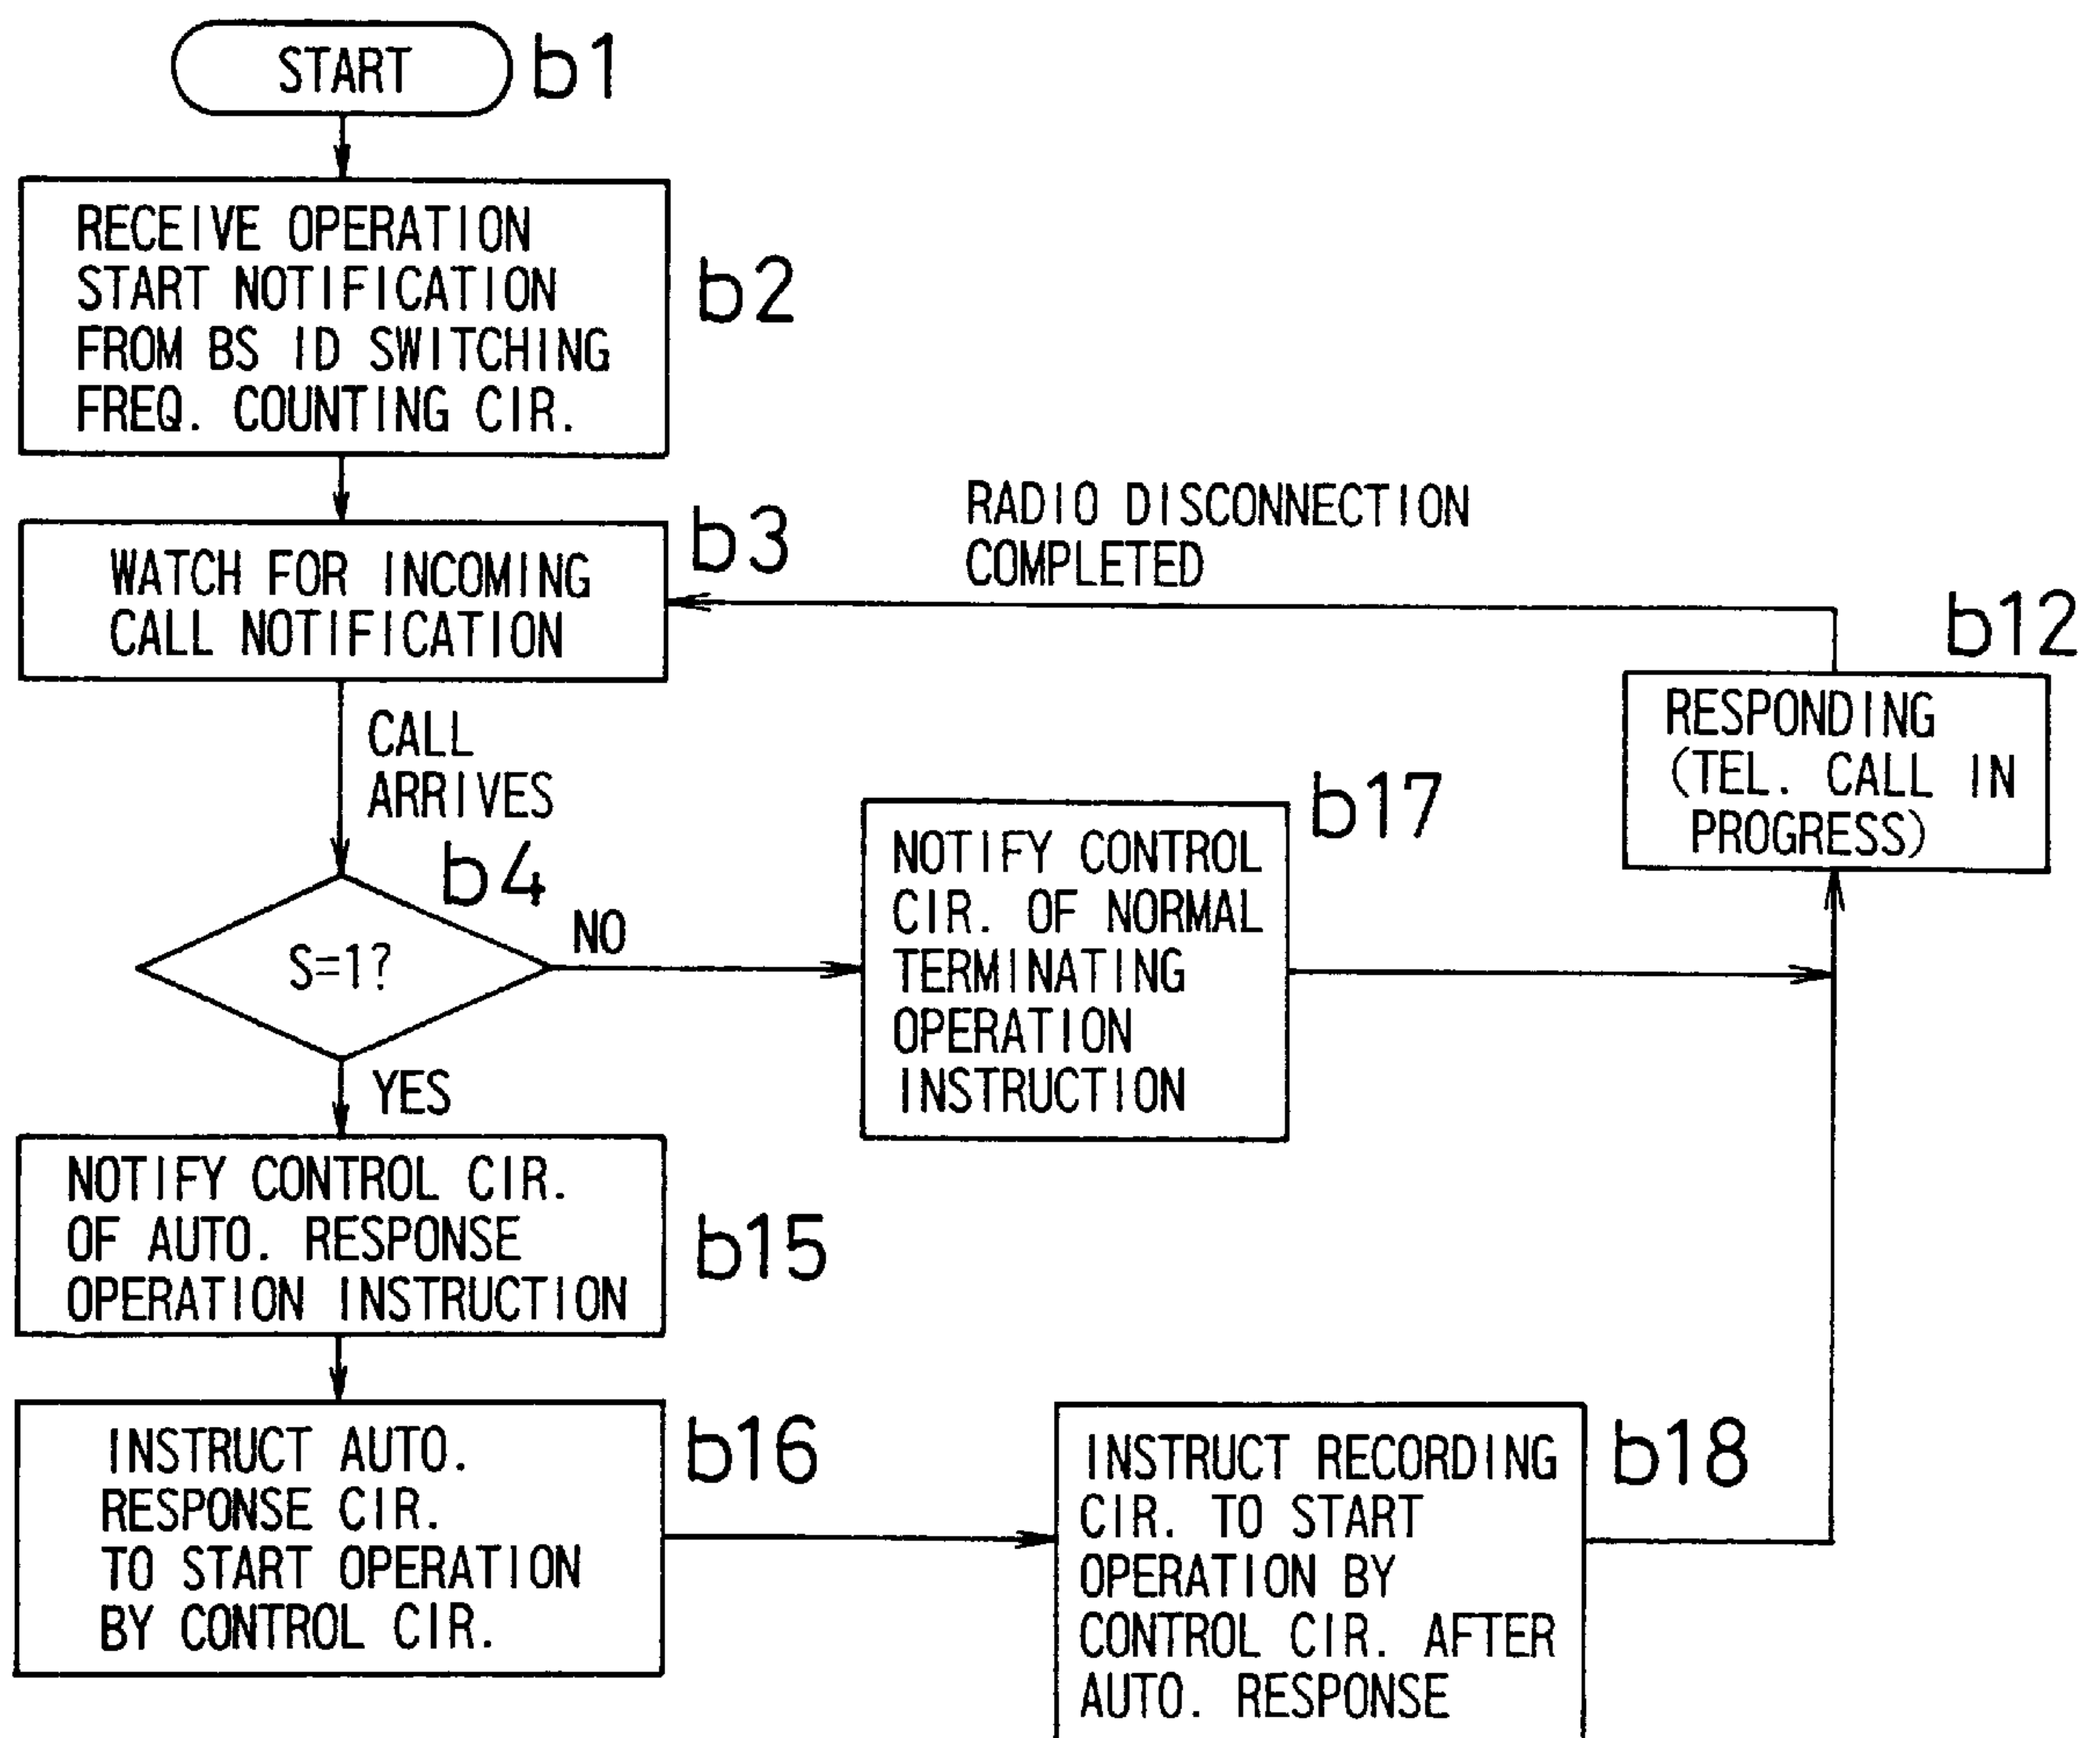 START
b1
RECEIVE OPERATION
START NOTIFICATION
FROM BS ID SWITCHING
FREQ. COUNTING CIR.
b2
WATCH FOR INCOMING
CALL NOTIFICATION
b3
RADIO DISCONNECTION
COMPLETED
b12
RESPONDING
(TEL. CALL IN
PROGRESS)
CALL
ARRIVES
b4
S=1?
NO
YES
b17
NOTIFY CONTROL
CIR. OF NORMAL
TERMINATING
OPERATION
INSTRUCTION
NOTIFY CONTROL CIR.
OF AUTO. RESPONSE
OPERATION INSTRUCTION
b15
INSTRUCT AUTO.
RESPONSE CIR.
TO START OPERATION
BY CONTROL CIR.
b16
INSTRUCT RECORDING
CIR. TO START
OPERATION BY
CONTROL CIR. AFTER
AUTO. RESPONSE
b18